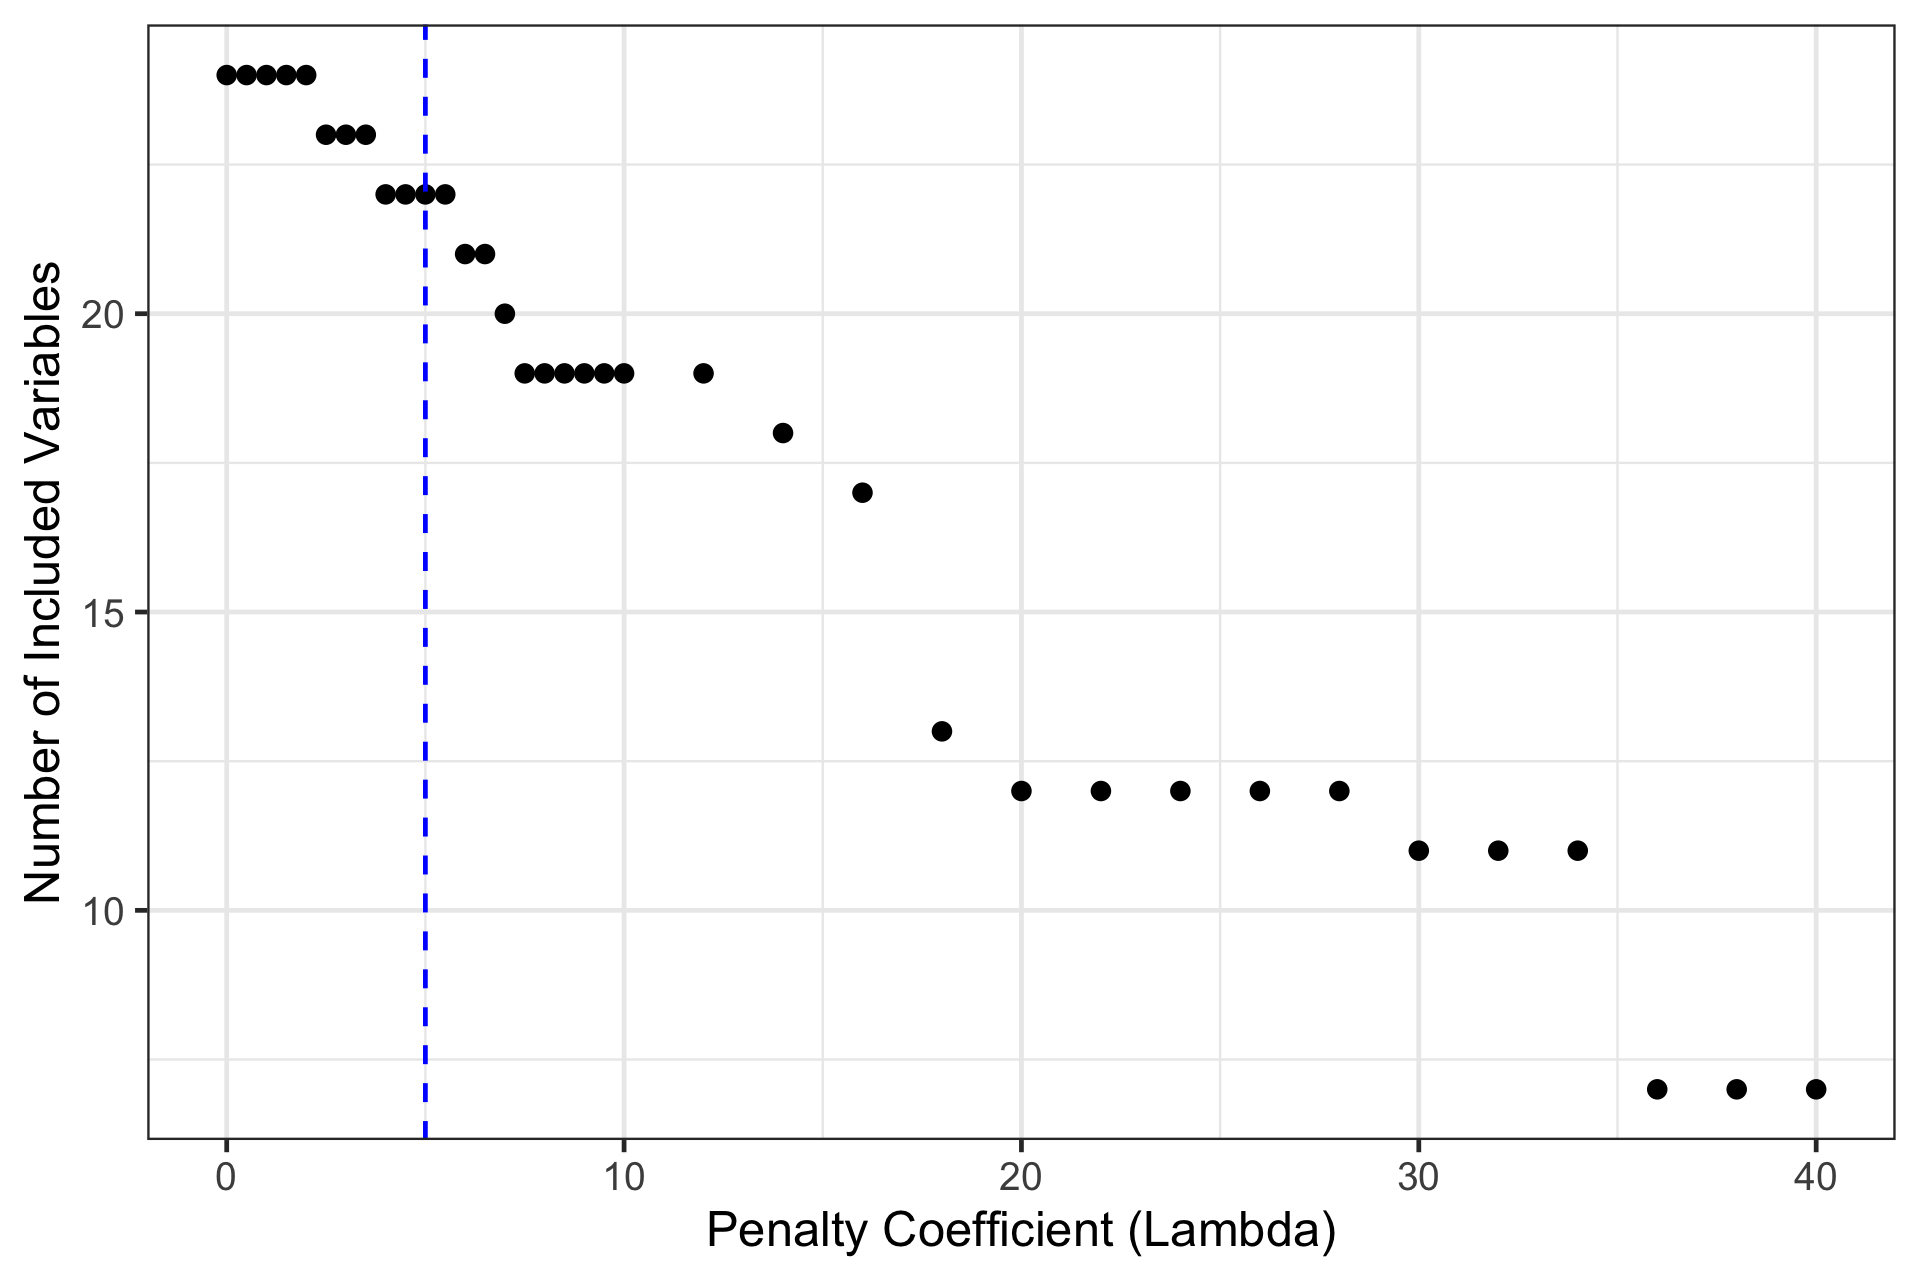 Number of Included Variables
20
15
10
0 10 20 30 40
Penalty Coefficient (Lambda)